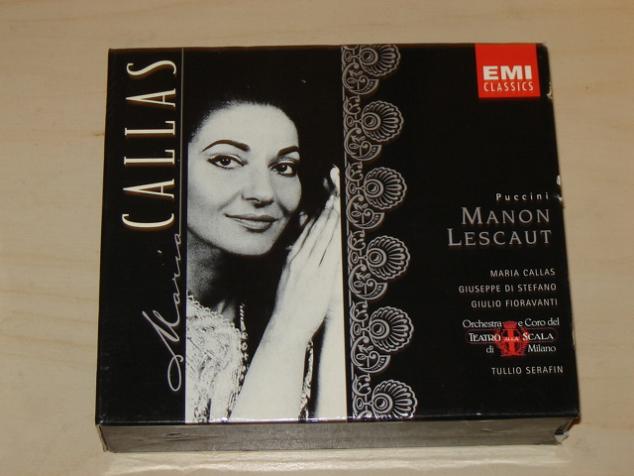 Maria CALLAS
EMI
CLASSICS
Puccini
MANON
LESCAUT
MARIA CALLAS
GIUSEPPE DI STEFANO
GIULIO FIORAVANTI
Orchestra e Coro del
TEATRO ALLA SCALA
di Milano
TULLIO SERAFIN